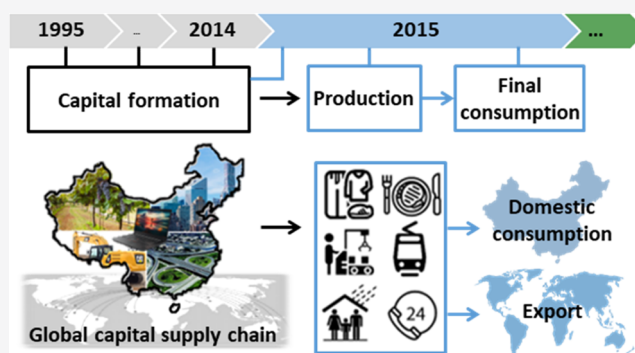 1995
...
2014
2015
...
Capital formation
Production
Final
consumption
Domestic
consumption
24
Export
Global capital supply chain